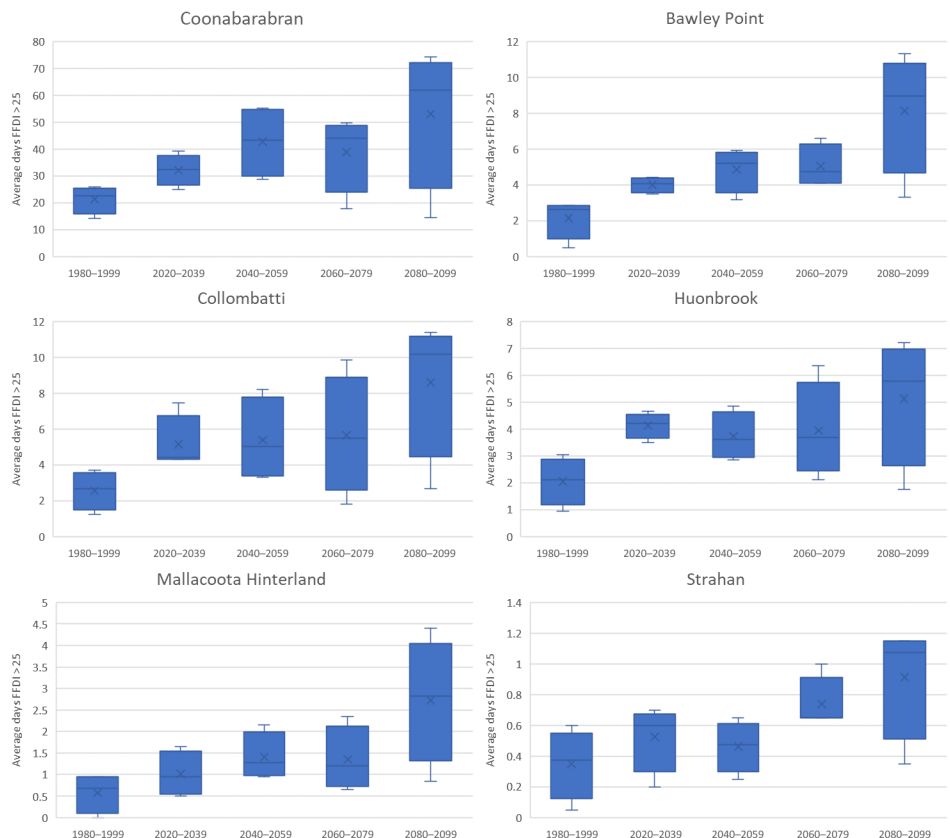 Coonabarabran
Average days FFDI > 25
80
70
60
50
40
30
20
10
0
1980–1999 2020–2039 2040–2059 2060–2079 2080–2099
Bawley Point
Average days FFDI > 25
12
10
8
6
4
2
0
1980–1999 2020–2039 2040–2059 2060–2079 2080–2099
Collombatti
Average days FFDI > 25
12
10
8
6
4
2
0
1980–1999 2020–2039 2040–2059 2060–2079 2080–2099
Huonbrook
Average days FFDI > 25
8
7
6
5
4
3
2
1
0
1980–1999 2020–2039 2040–2059 2060–2079 2080–2099
Mallacoota Hinterland
Average days FFDI > 25
5
4.5
4
3.5
3
2.5
2
1.5
1
0.5
0
1980–1999 2020–2039 2040–2059 2060–2079 2080–2099
Strahan
Average days FFDI > 25
1.4
1.2
1
0.8
0.6
0.4
0.2
0
1980–1999 2020–2039 2040–2059 2060–2079 2080–2099